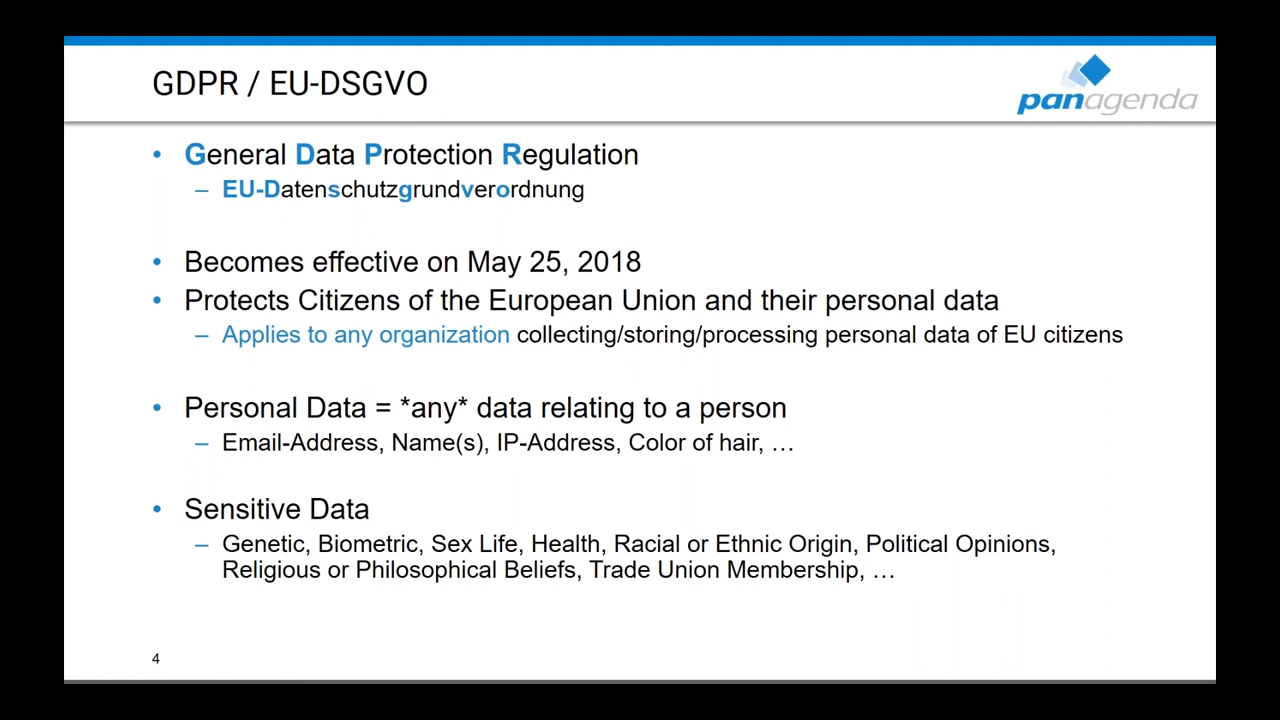 GDPR / EU-DSGVO
panagenda
• General Data Protection Regulation
– EU-Datenschutzgrundverordnung
• Becomes effective on May 25, 2018
• Protects Citizens of the European Union and their personal data
– Applies to any organization collecting/storing/processing personal data of EU citizens
• Personal Data = *any* data relating to a person
– Email-Address, Name(s), IP-Address, Color of hair, …
• Sensitive Data
– Genetic, Biometric, Sex Life, Health, Racial or Ethnic Origin, Political Opinions,
Religious or Philosophical Beliefs, Trade Union Membership, …
4